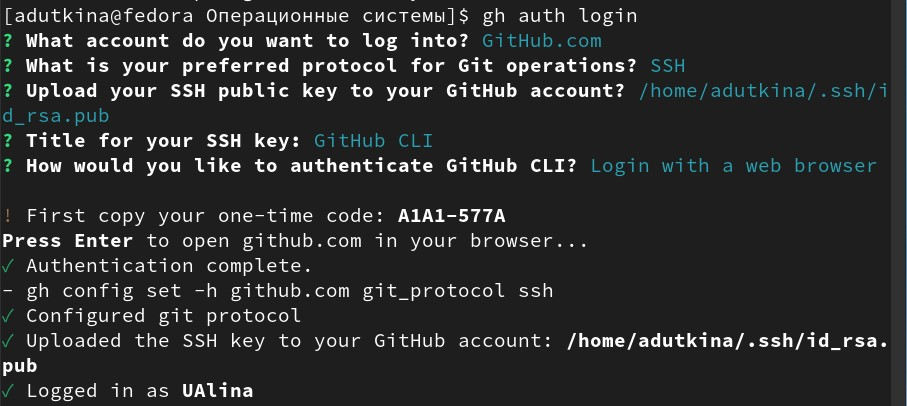 [adutkina@fedora Операционные системы]$ gh auth login
? What account do you want to log into? GitHub.com
? What is your preferred protocol for Git operations? SSH
? Upload your SSH public key to your GitHub account? /home/adutkina/.ssh/i
d_rsa.pub
? Title for your SSH key: GitHub CLI
? How would you like to authenticate GitHub CLI? Login with a web browser
! First copy your one-time code: A1A1-577A
Press Enter to open github.com in your browser...
✓ Authentication complete.
- gh config set -h github.com git_protocol ssh
✓ Configured git protocol
✓ Uploaded the SSH key to your GitHub account: /home/adutkina/.ssh/id_rsa.
pub
✓ Logged in as UAlina